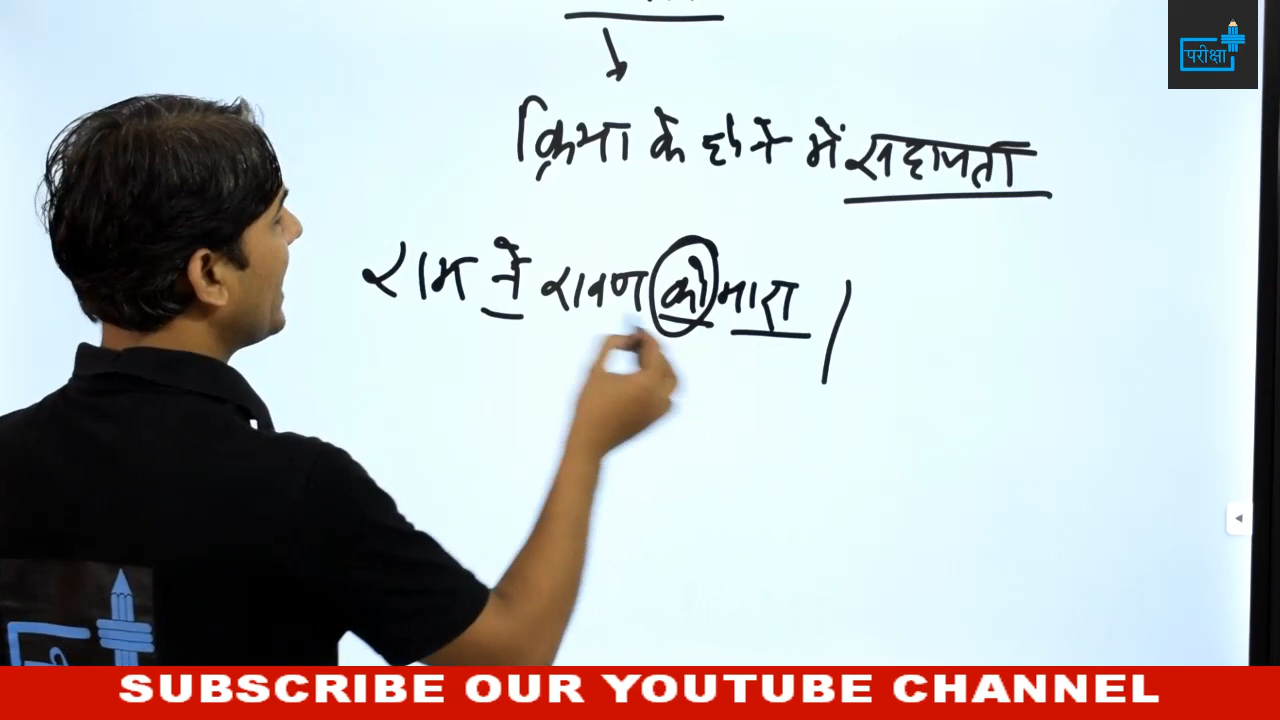 परीक्षा
क्रिया के होने में सहायता
राम ने रावण को मारा |
SUBSCRIBE OUR YOUTUBE CHANNEL